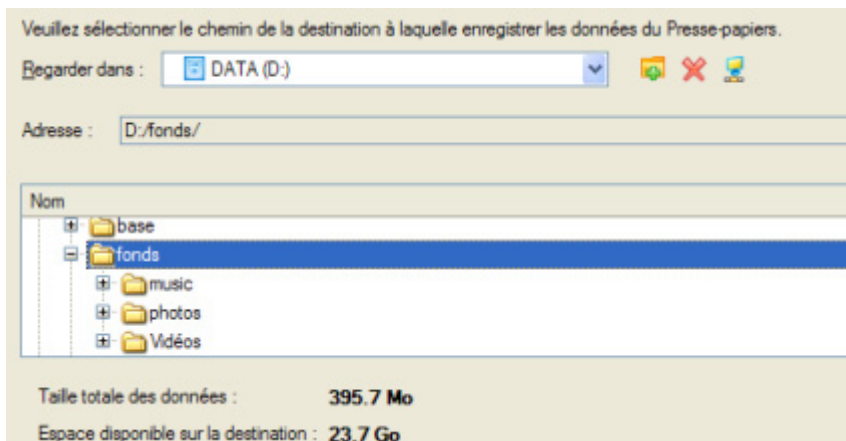 Veuillez sélectionner le chemin de la destination à laquelle enregistrer les données du Presse-papiers.
Regarder dans : DATA (D:)
Adresse : D:/fonds/
Nom
base
fonds
music
photos
Vidéos
Taille totale des données : 395.7 Mo
Espace disponible sur la destination : 23.7 Go